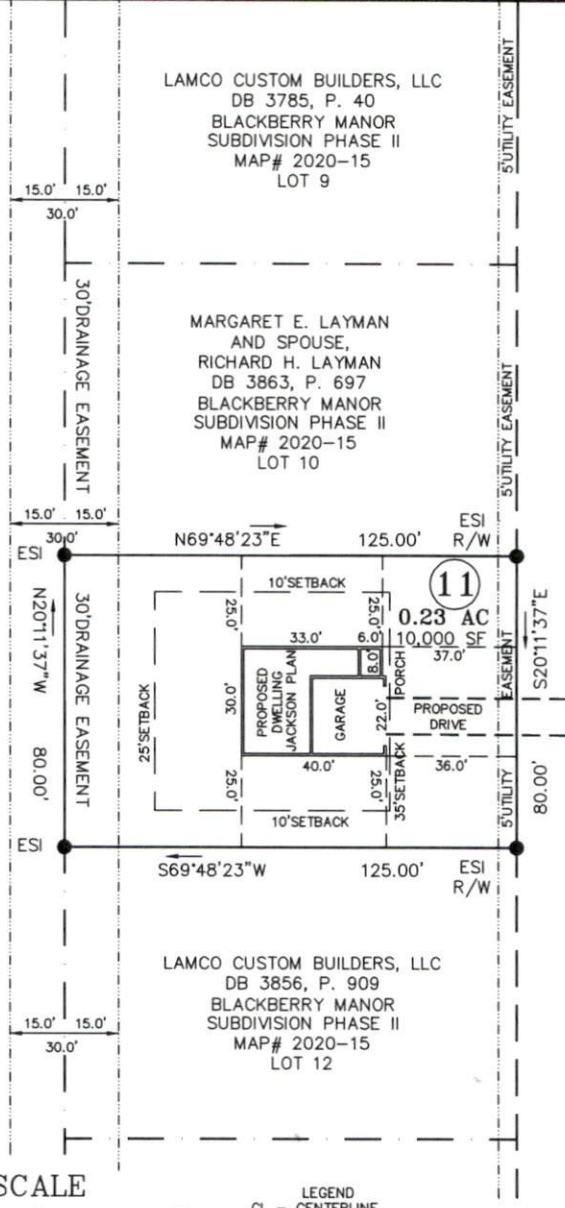 LAMCO CUSTOM BUILDERS, LLC
DB 3785, P. 40
BLACKBERRY MANOR
SUBDIVISION PHASE II
MAP# 2020-15
LOT 9
5'UTILITY EASEMENT
15.0' 15.0'
30.0'
30'DRAINAGE EASEMENT
MARGARET E. LAYMAN
AND SPOUSE,
RICHARD H. LAYMAN
DB 3863, P. 697
BLACKBERRY MANOR
SUBDIVISION PHASE II
MAP# 2020-15
LOT 10
5'UTILITY EASEMENT
15.0' 15.0'
30.0'
ESI
N69°48'23"E
125.00'
ESI
R/W
10'SETBACK
11
0.23 AC
10,000 SF
N20°11'37"W
80.00'
30'DRAINAGE EASEMENT
25'SETBACK
25.0'
25.0'
33.0'
6.0'
37.0'
8.0'
PORCH
30.0'
PROPOSED
DWELLING
JACKSON PLAN
GARAGE
22.0'
PROPOSED
DRIVE
40.0'
36.0'
25.0'
25.0'
35'SETBACK
10'SETBACK
5'UTILITY EASEMENT
S20°11'37"E
80.00'
ESI
S69°48'23"W
125.00'
ESI
R/W
LAMCO CUSTOM BUILDERS, LLC
DB 3856, P. 909
BLACKBERRY MANOR
SUBDIVISION PHASE II
MAP# 2020-15
LOT 12
15.0' 15.0'
30.0'
SCALE
LEGEND
CL = CENTERLINE